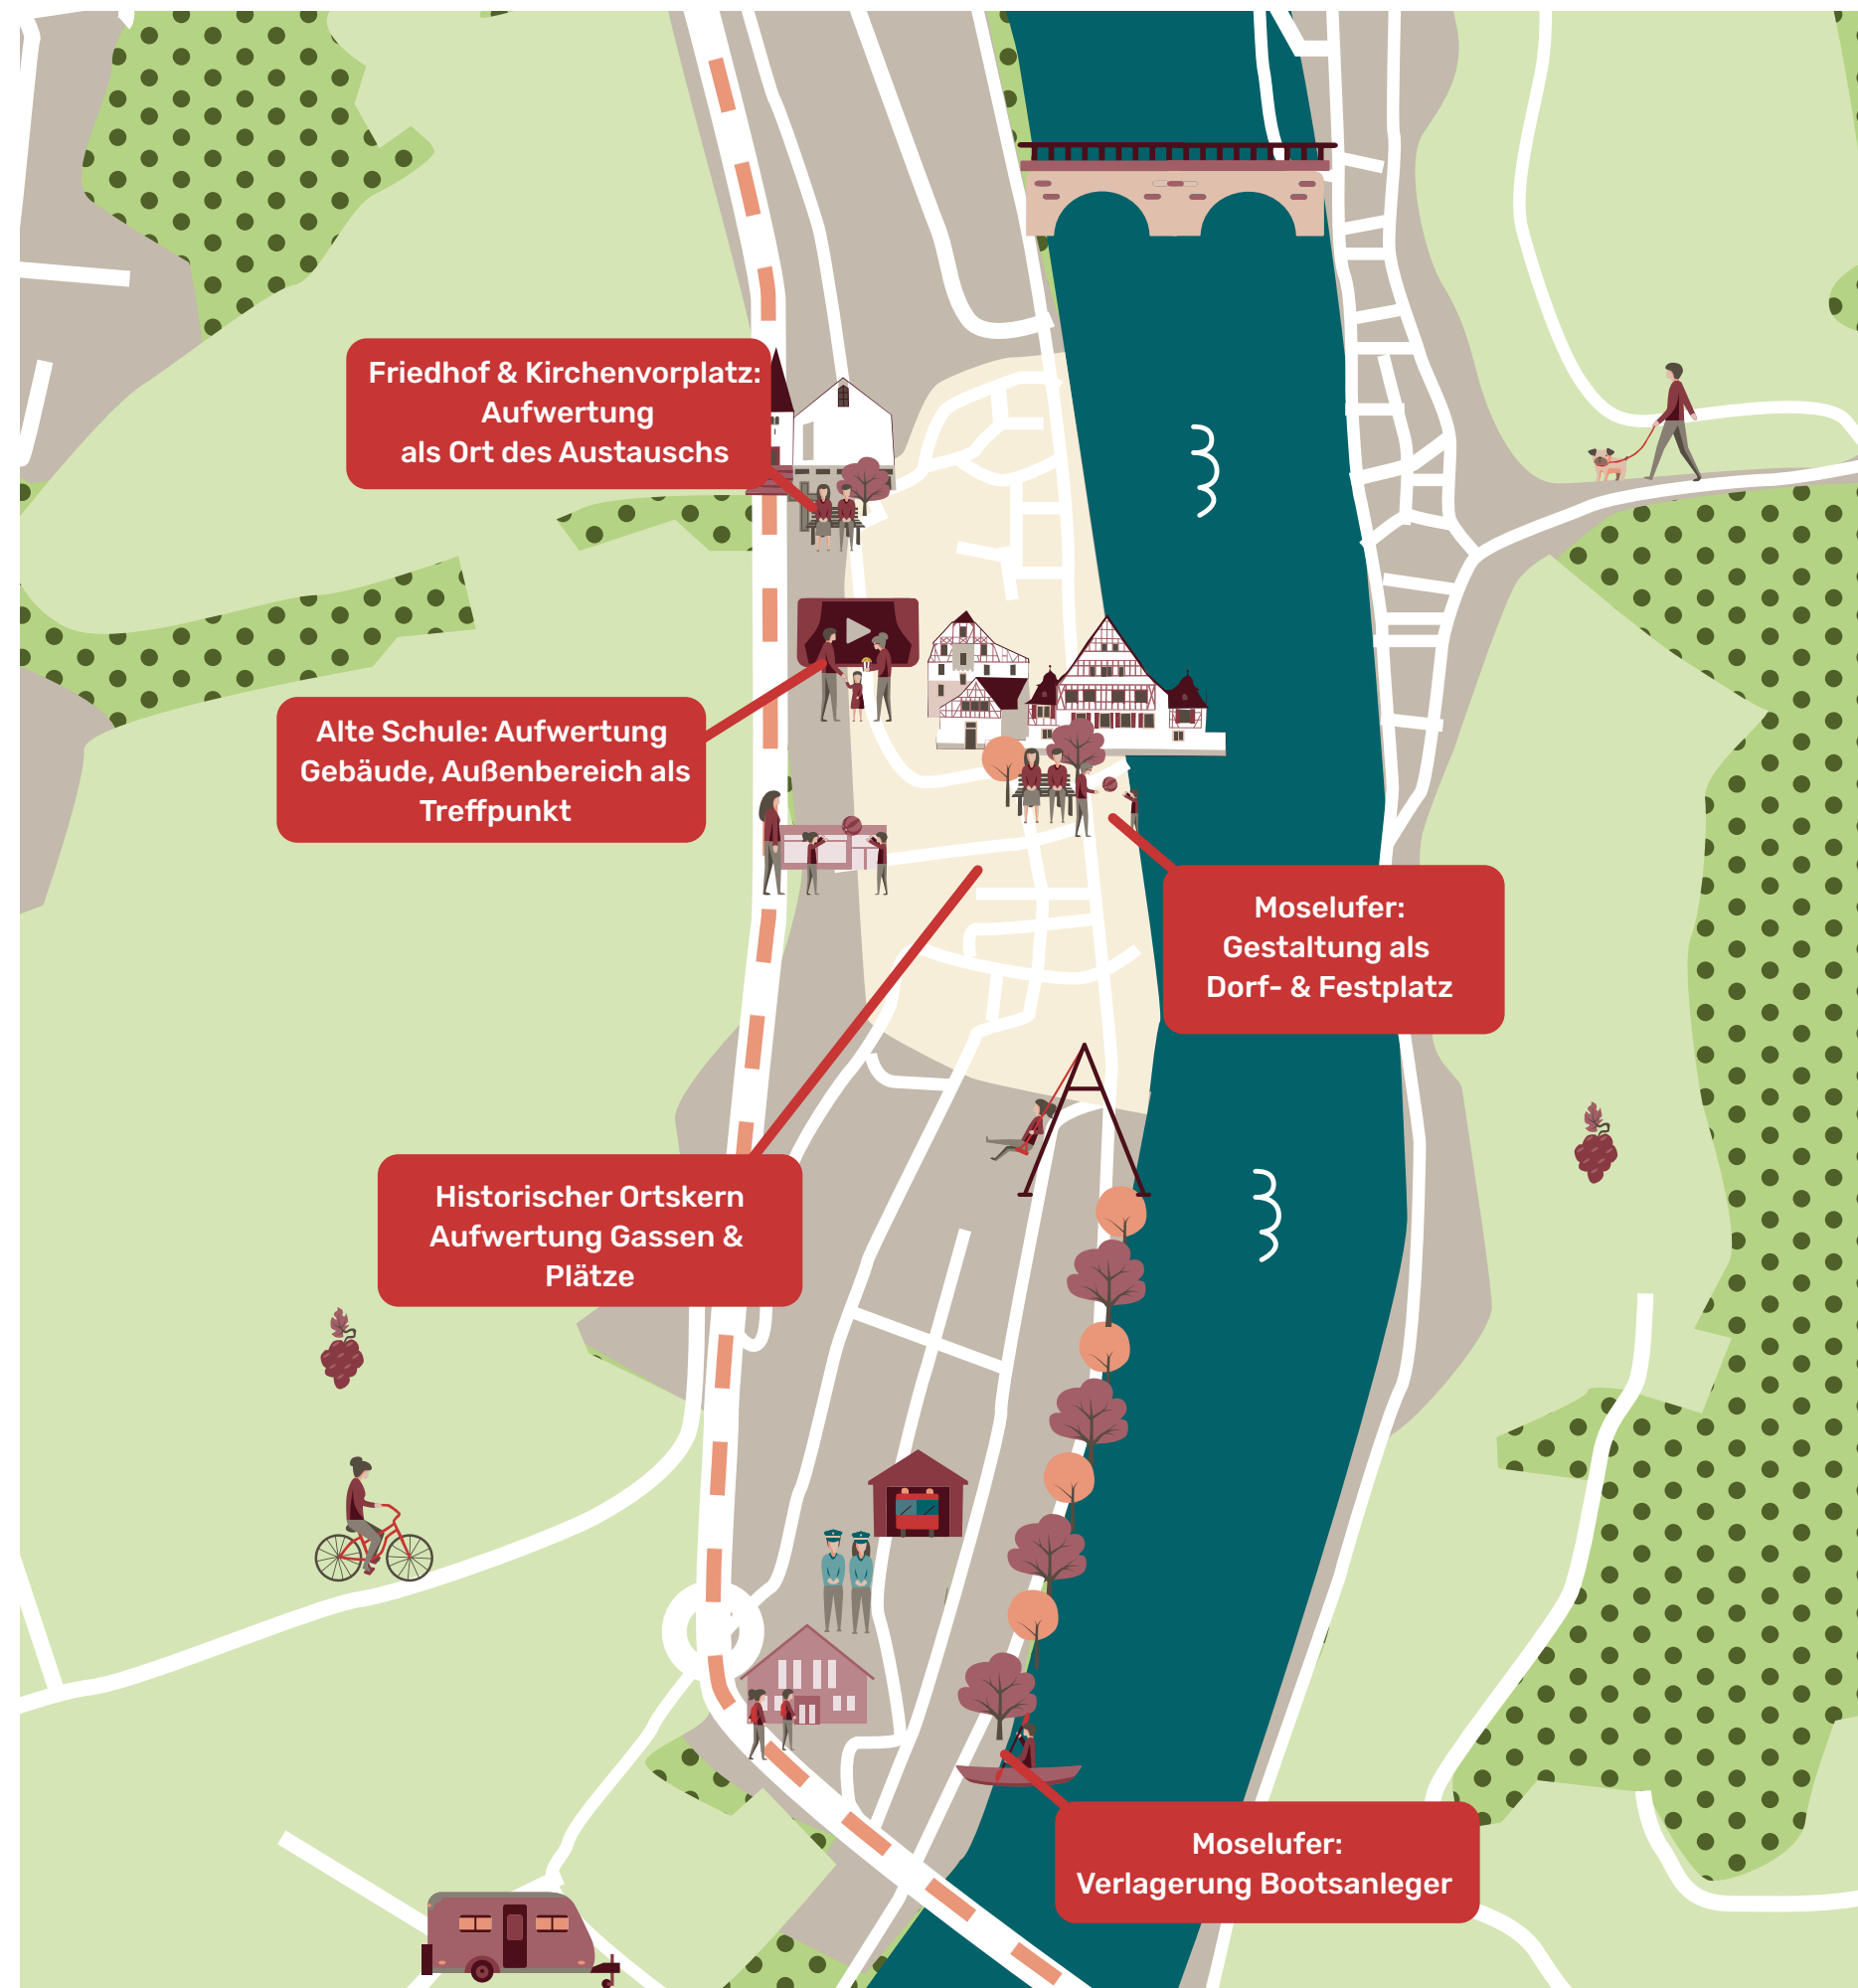 Friedhof & Kirchenvorplatz:
Aufwertung
als Ort des Austauschs
Alte Schule: Aufwertung
Gebäude, Außenbereich als
Treffpunkt
Moselufer:
Gestaltung als
Dorf- & Festplatz
Historischer Ortskern
Aufwertung Gassen &
Plätze
Moselufer:
Verlagerung Bootsanleger